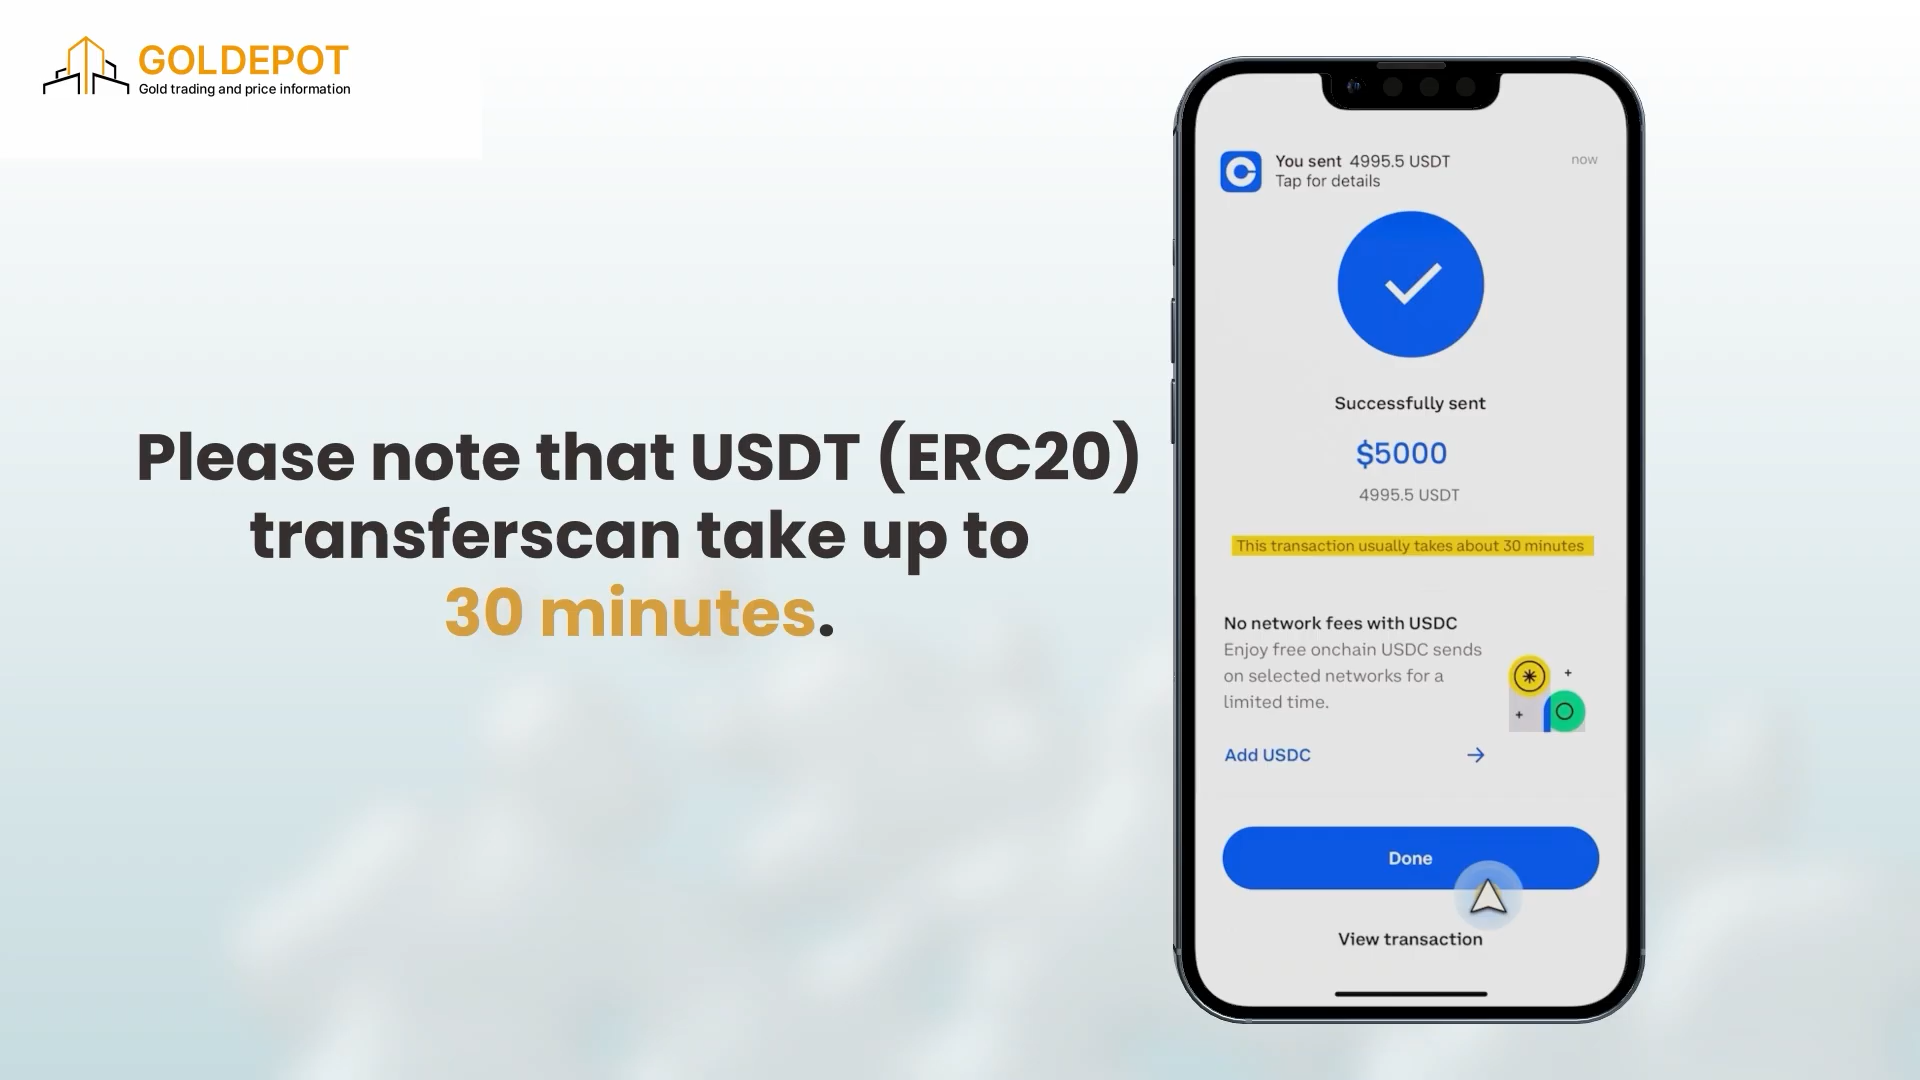 GOLDEPOT
Gold trading and price information
Please note that USDT (ERC20)
transferscan take up to
30 minutes.
You sent 4995.5 USDT
now
Tap for details
Successfully sent
$5000
4995.5 USDT
This transaction usually takes about 30 minutes
No network fees with USDC
Enjoy free onchain USDC sends
on selected networks for a
limited time.
Add USDC
Done
View transaction